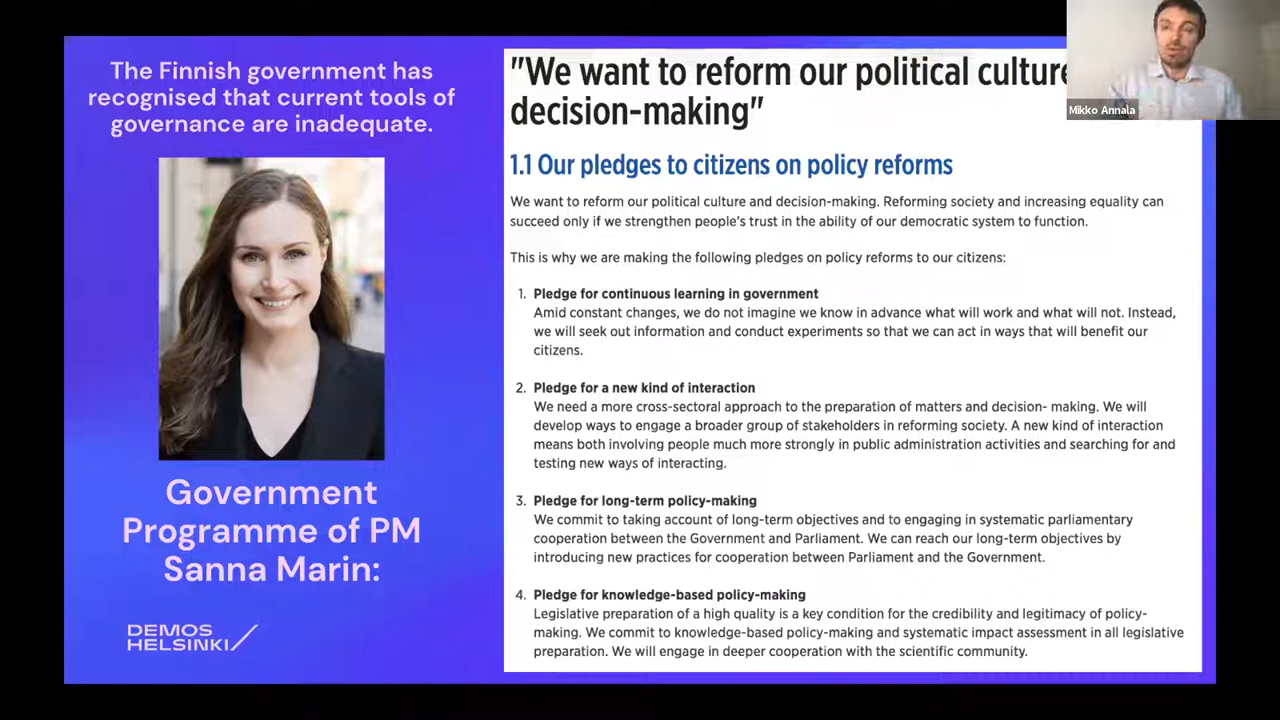 The Finnish government has
recognised that current tools of
governance are inadequate.
Government
Programme of PM
Sanna Marin:
DEMOS
HELSINKI
"We want to reform our political culture
decision-making"
1.1 Our pledges to citizens on policy reforms
We want to reform our political culture and decision-making. Reforming society and increasing equality can
succeed only if we strengthen people's trust in the ability of our democratic system to function.
This is why we are making the following pledges on policy reforms to our citizens:
1. Pledge for continuous learning in government
Amid constant changes, we do not imagine we know in advance what will work and what will not. Instead,
we will seek out information and conduct experiments so that we can act in ways that will benefit our
citizens.
2. Pledge for a new kind of interaction
We need a more cross-sectoral approach to the preparation of matters and decision- making. We will
develop ways to engage a broader group of stakeholders in reforming society. A new kind of interaction
means both involving people much more strongly in public administration activities and searching for and
testing new ways of interacting.
3. Pledge for long-term policy-making
We commit to taking account of long-term objectives and to engaging in systematic parliamentary
cooperation between the Government and Parliament. We can reach our long-term objectives by
introducing new practices for cooperation between Parliament and the Government.
4. Pledge for knowledge-based policy-making
Legislative preparation of a high quality is a key condition for the credibility and legitimacy of policy-
making. We commit to knowledge-based policy-making and systematic impact assessment in all legislative
preparation. We will engage in deeper cooperation with the scientific community.
Mikko Annala